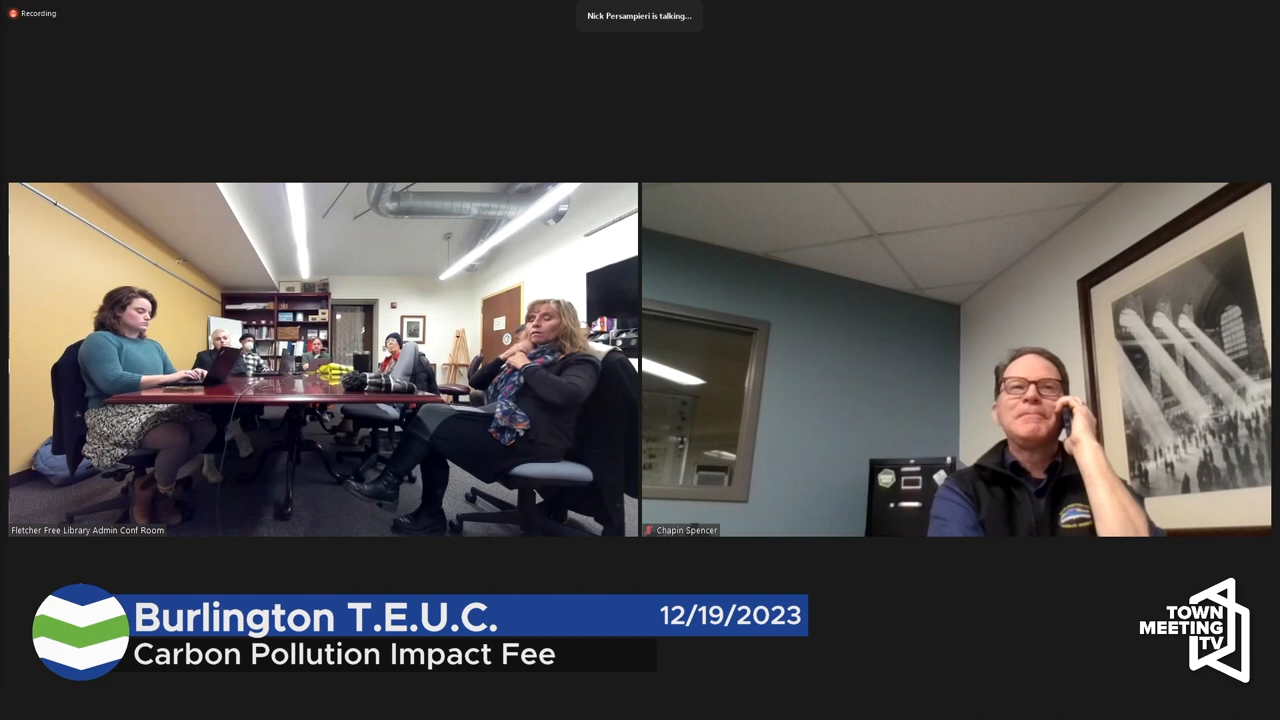 Recording
Nick Persampieri is talking...
Fletcher Free Library Admin Conf Room
Chapin Spencer
Burlington T.E.U.C.
12/19/2023
Carbon Pollution Impact Fee
TOWN
MEETING
TV